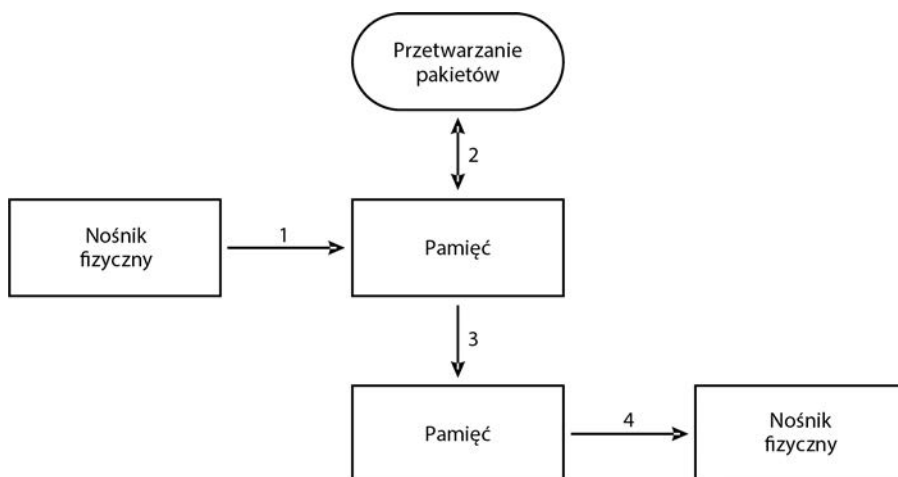 Przetwarzanie
pakietów
2
Nośnik
fizyczny
1
Pamięć
3
Pamięć
4
Nośnik
fizyczny